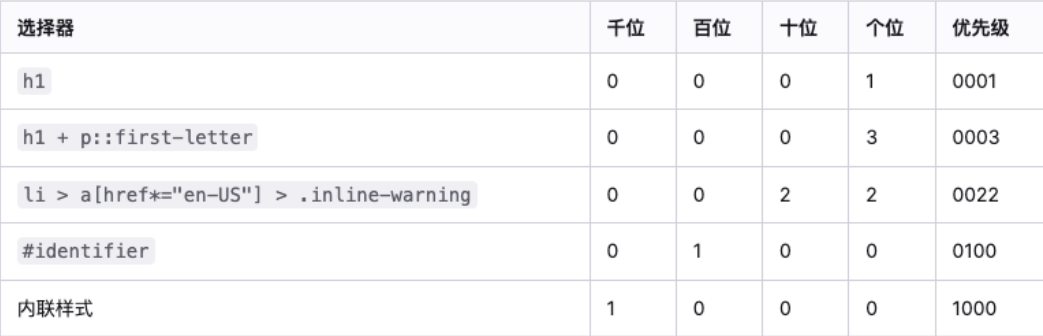 选择器 千位 百位 十位 个位 优先级
h1 0 0 0 1 0001
h1 + p::first-letter 0 0 0 3 0003
li > a[href*="en-US"] > .inline-warning 0 0 2 2 0022
#identifier 0 1 0 0 0100
内联样式 1 0 0 0 1000